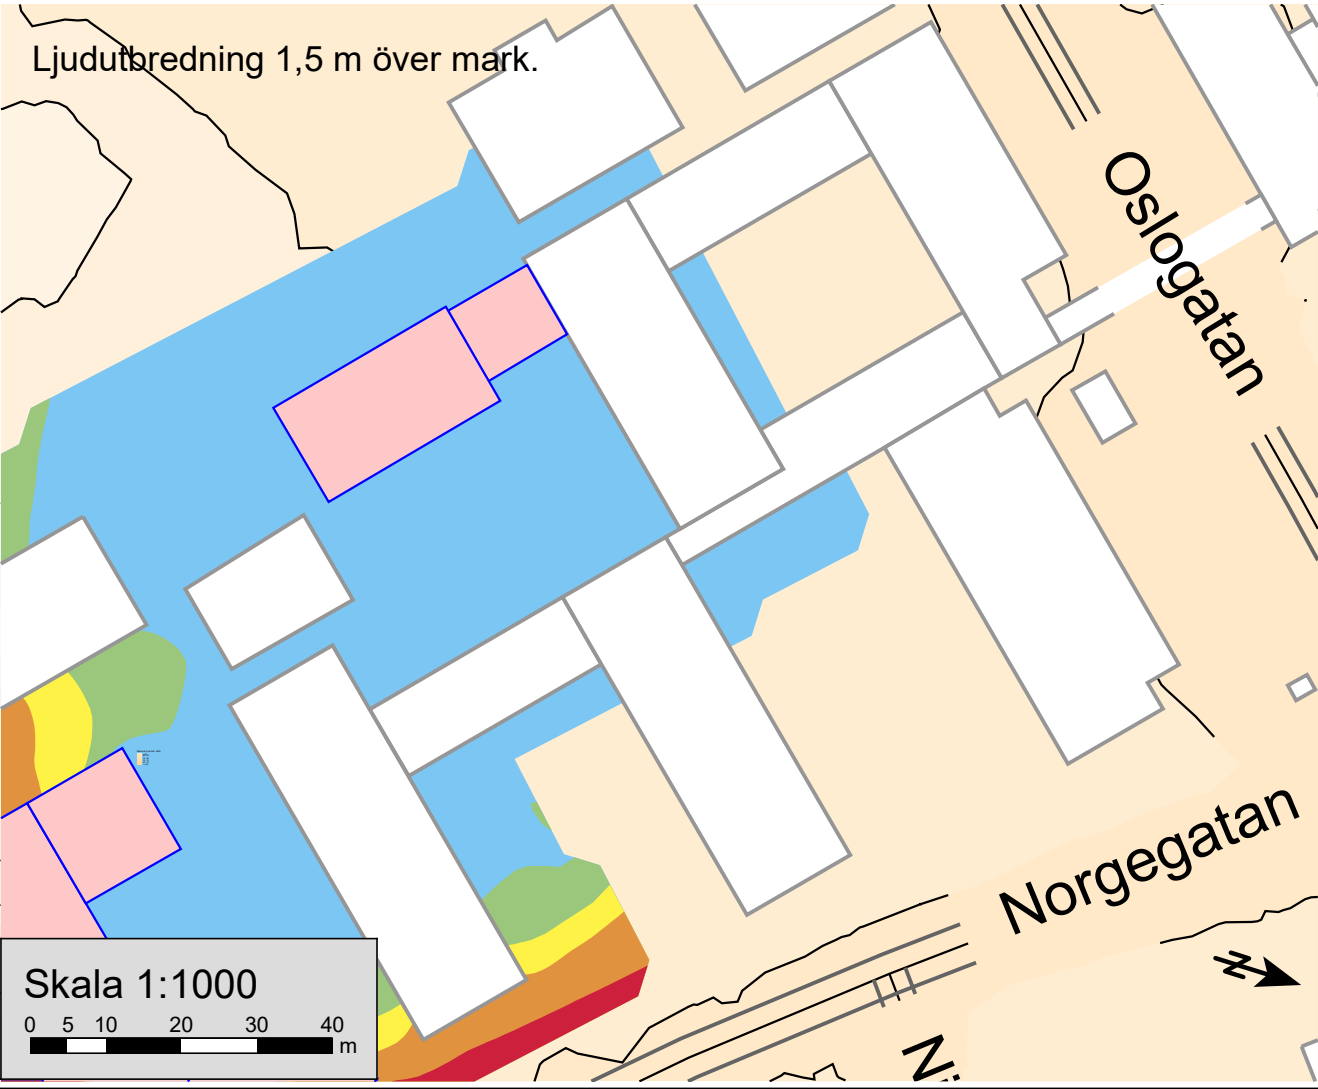 Ljudutbredning 1,5 m över mark.
Oslogatan
Norgegatan
Skala 1:1000
0 5 10 20 30 40
m